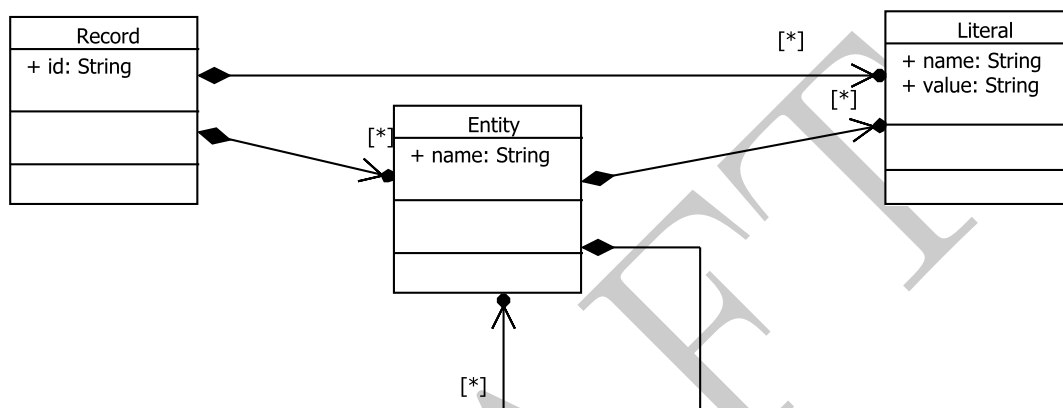 Record
+ id: String
[*]
Literal
+ name: String
+ value: String
[*]
[*]
Entity
+ name: String
[*]